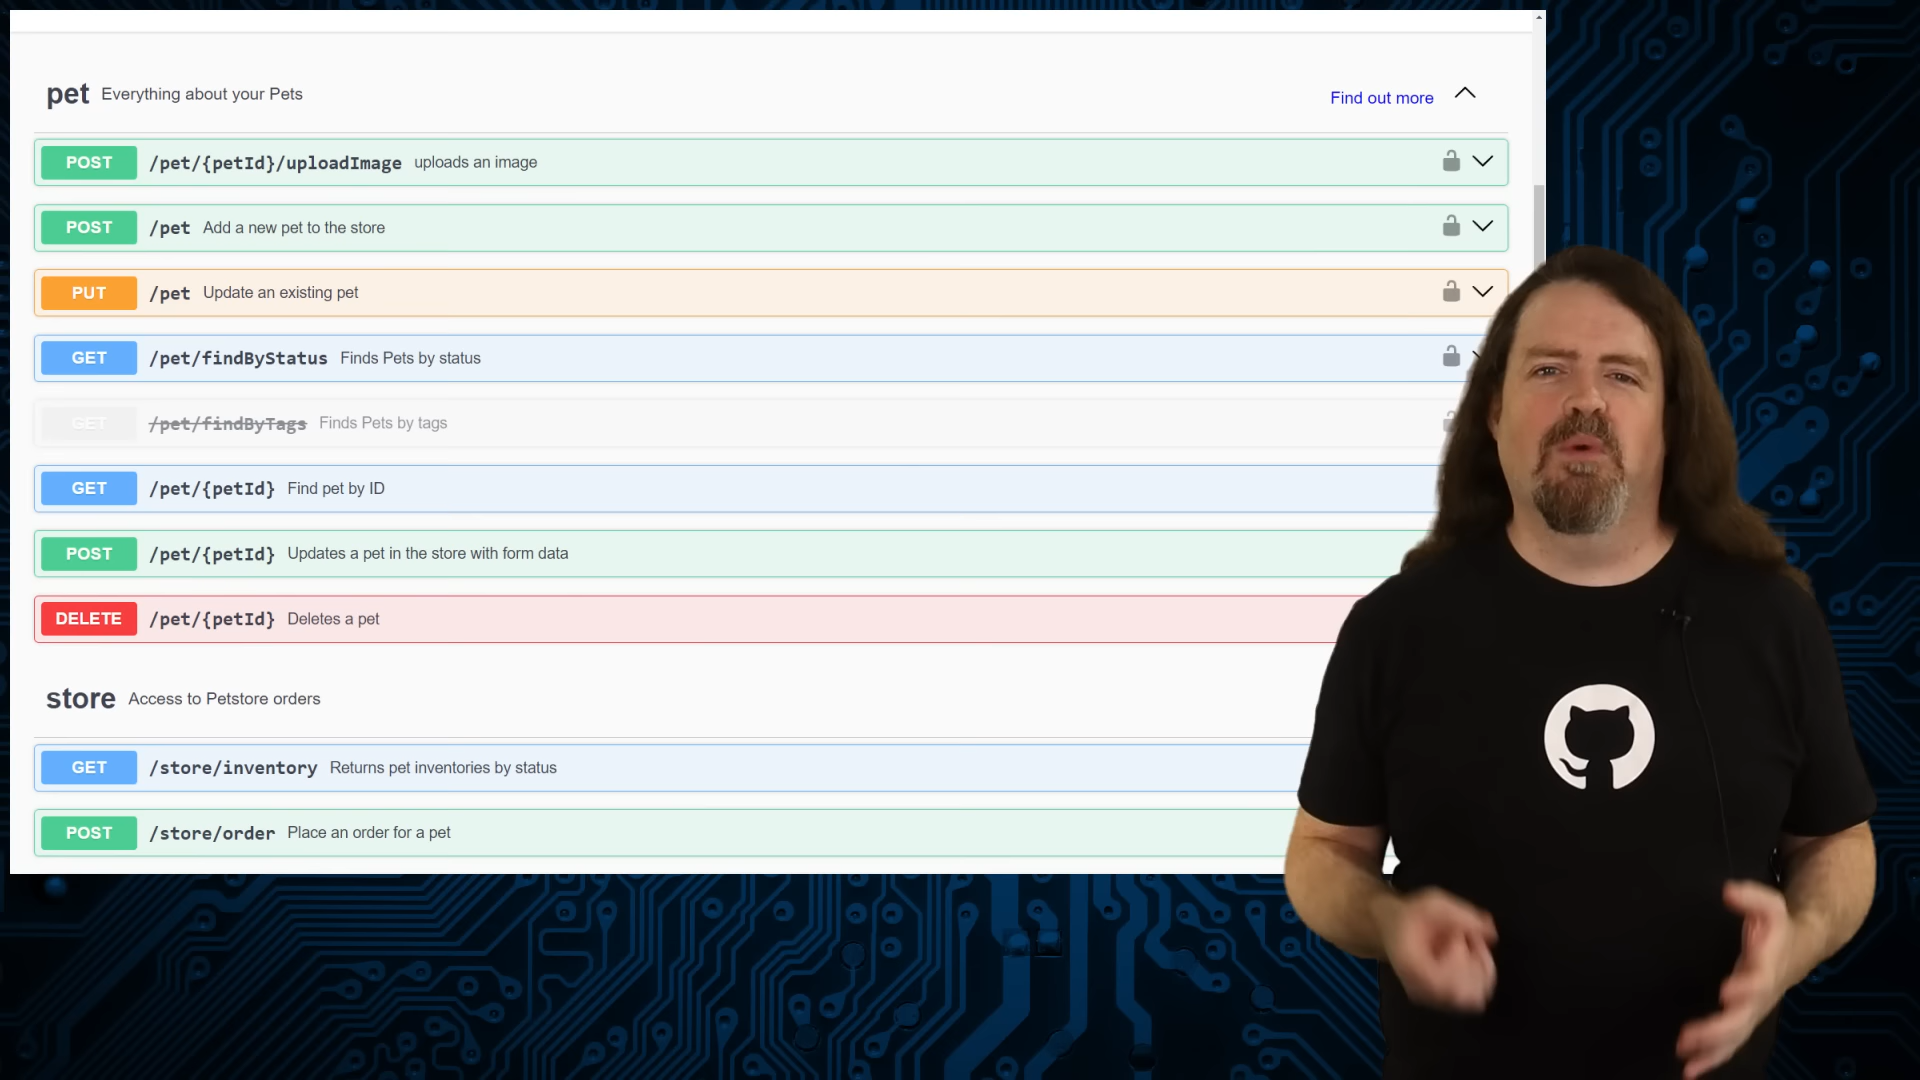 pet Everything about your Pets Find out more
POST /pet/{petId}/uploadImage uploads an image
POST /pet Add a new pet to the store
PUT /pet Update an existing pet
GET /pet/findByStatus Finds Pets by status
GET /pet/findByTags Finds Pets by tags
GET /pet/{petId} Find pet by ID
POST /pet/{petId} Updates a pet in the store with form data
DELETE /pet/{petId} Deletes a pet
store Access to Petstore orders
GET /store/inventory Returns pet inventories by status
POST /store/order Place an order for a pet